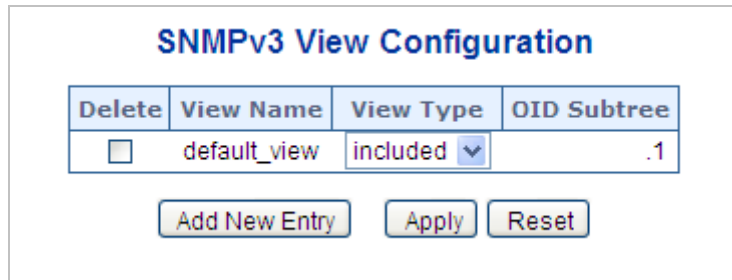 SNMPv3 View Configuration
Delete View Name View Type OID Subtree
default_view included .1
Add New Entry Apply Reset